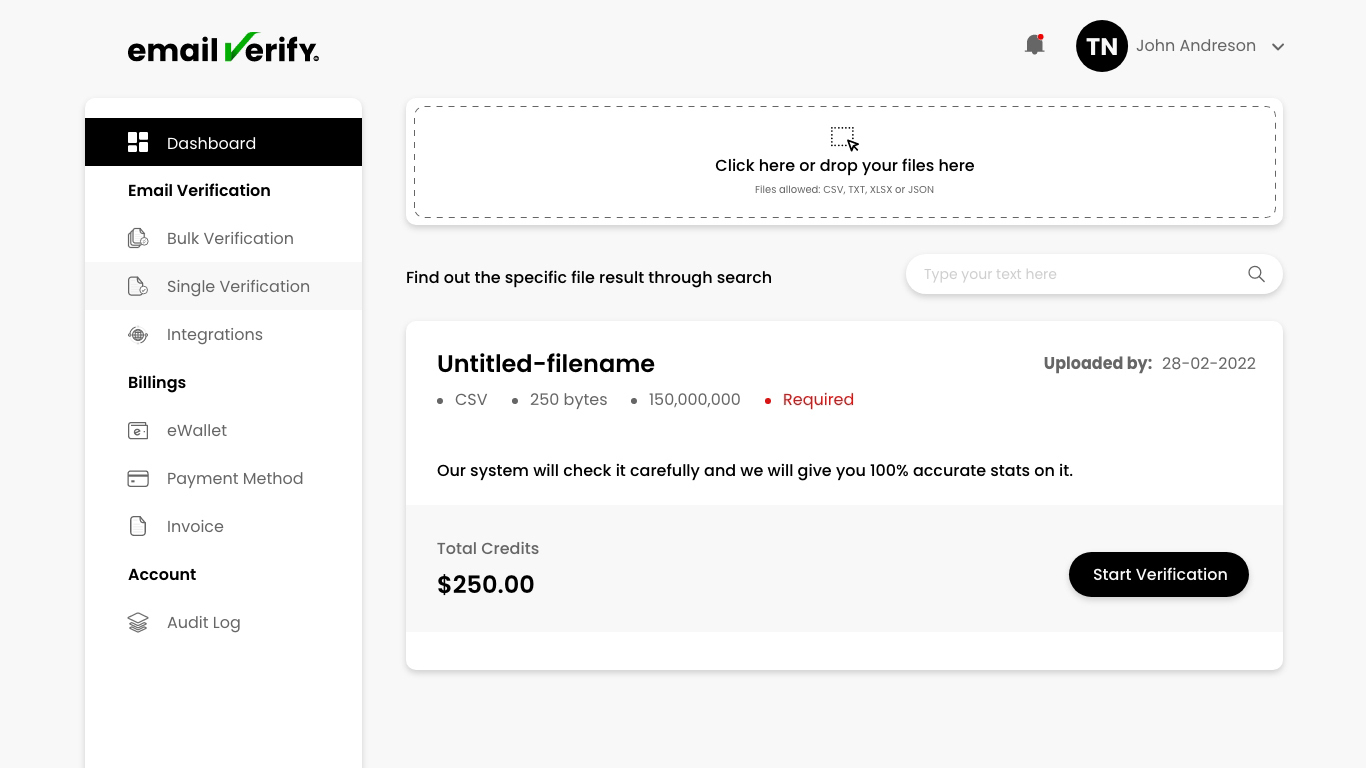 email Verify.
TN John Andreson
Dashboard
Email Verification
Bulk Verification
Single Verification
Integrations
Billings
eWallet
Payment Method
Invoice
Account
Audit Log
Click here or drop your files here
Files allowed: CSV, TXT, XLSX or JSON
Find out the specific file result through search
Type your text here
Untitled-filename
Uploaded by: 28-02-2022
• CSV • 250 bytes • 150,000,000 • Required
Our system will check it carefully and we will give you 100% accurate stats on it.
Total Credits
$250.00
Start Verification